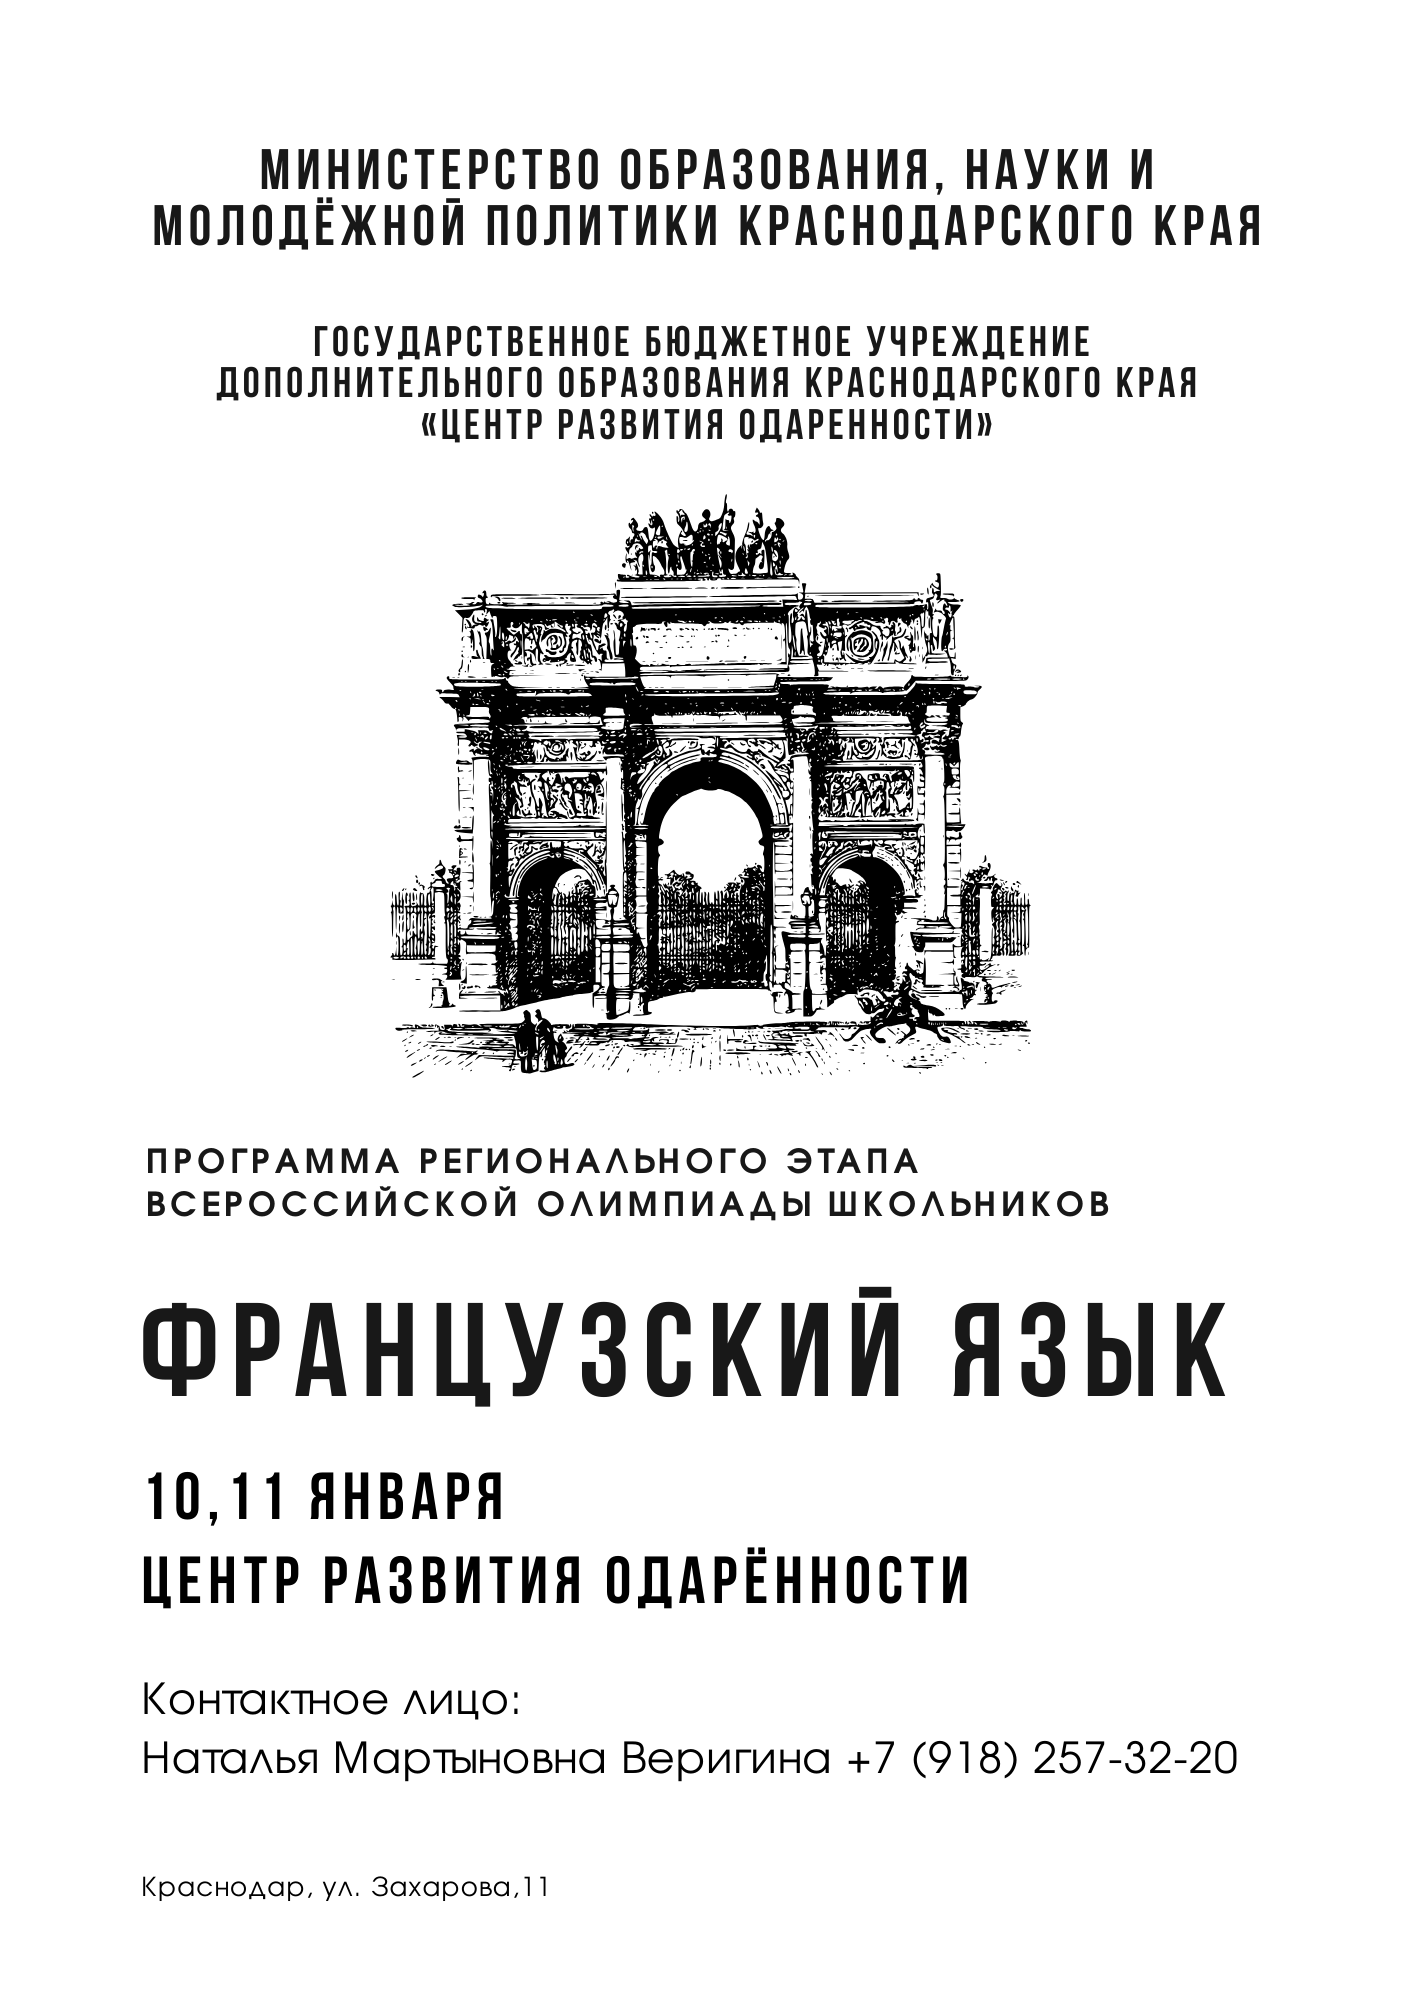 МИНИСТЕРСТВО ОБРАЗОВАНИЯ, НАУКИ И
МОЛОДЁЖНОЙ ПОЛИТИКИ КРАСНОДАРСКОГО КРАЯ
ГОСУДАРСТВЕННОЕ БЮДЖЕТНОЕ УЧРЕЖДЕНИЕ
ДОПОЛНИТЕЛЬНОГО ОБРАЗОВАНИЯ КРАСНОДАРСКОГО КРАЯ
«ЦЕНТР РАЗВИТИЯ ОДАРЕННОСТИ»
ПРОГРАММА РЕГИОНАЛЬНОГО ЭТАПА
ВСЕРОССИЙСКОЙ ОЛИМПИАДЫ ШКОЛЬНИКОВ
ФРАНЦУЗСКИЙ ЯЗЫК
10,11 ЯНВАРЯ
ЦЕНТР РАЗВИТИЯ ОДАРЁННОСТИ
Контактное лицо:
Наталья Мартыновна Веригина +7 (918) 257-32-20
Краснодар, ул. Захарова,11